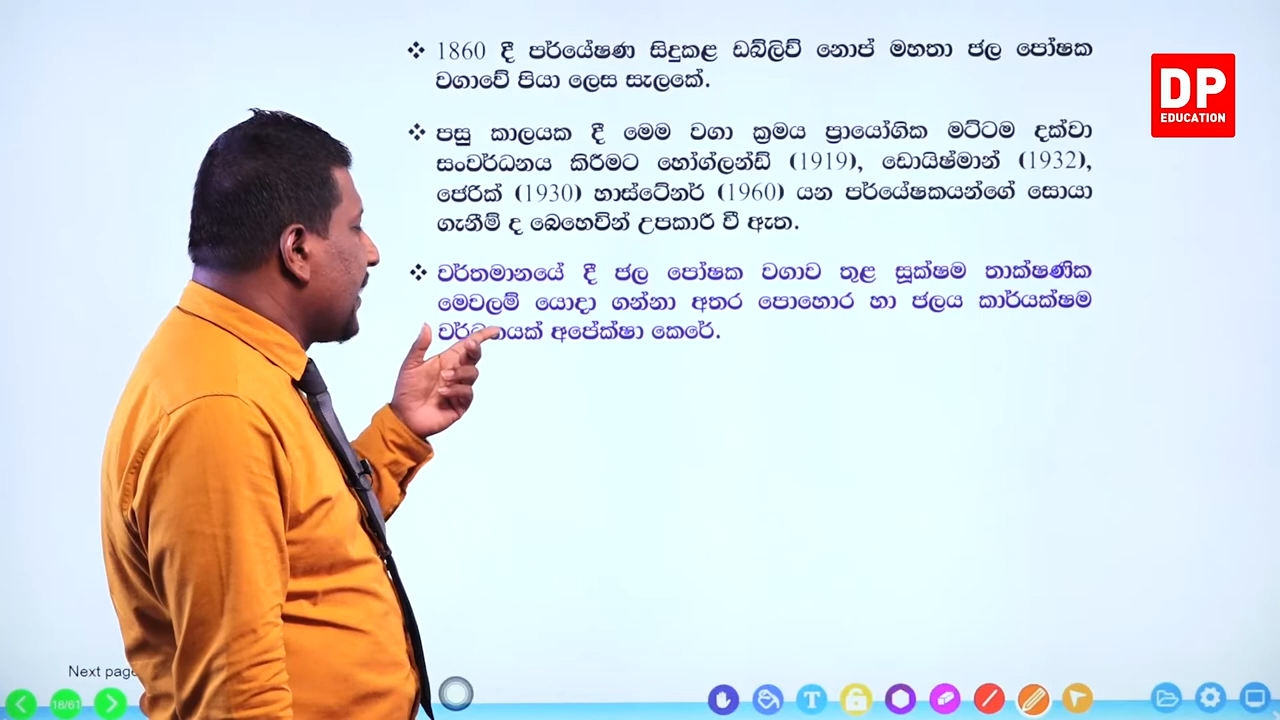 ❖ 1860 දී පර්යේෂණ සිදුකළ ඩබ්ලිව් නොප් මහතා ජල පෝෂක
වගාවේ පියා ලෙස සැලකේ.
❖ පසු කාලයක දී මෙම වගා ක්‍රමය ප්‍රායෝගික මට්ටම දක්වා
සංවර්ධනය කිරීමට හෝග්ලන්ඩ් (1919), ඩොයිෂ්මාන් (1932),
ජෙරික් (1930) හාස්ටේනර් (1960) යන පර්යේෂකයන්ගේ සොයා
ගැනීම් ද බෙහෙවින් උපකාරී වී ඇත.
❖ වර්තමානයේ දී ජල පෝෂක වගාව තුළ සූක්ෂම තාක්ෂණික
මෙවලම් යොදා ගන්නා අතර පොහොර හා ජලය කාර්යක්ෂම
අපේක්ෂා කෙරේ.
DP
EDUCATION
Next page
18/61
T